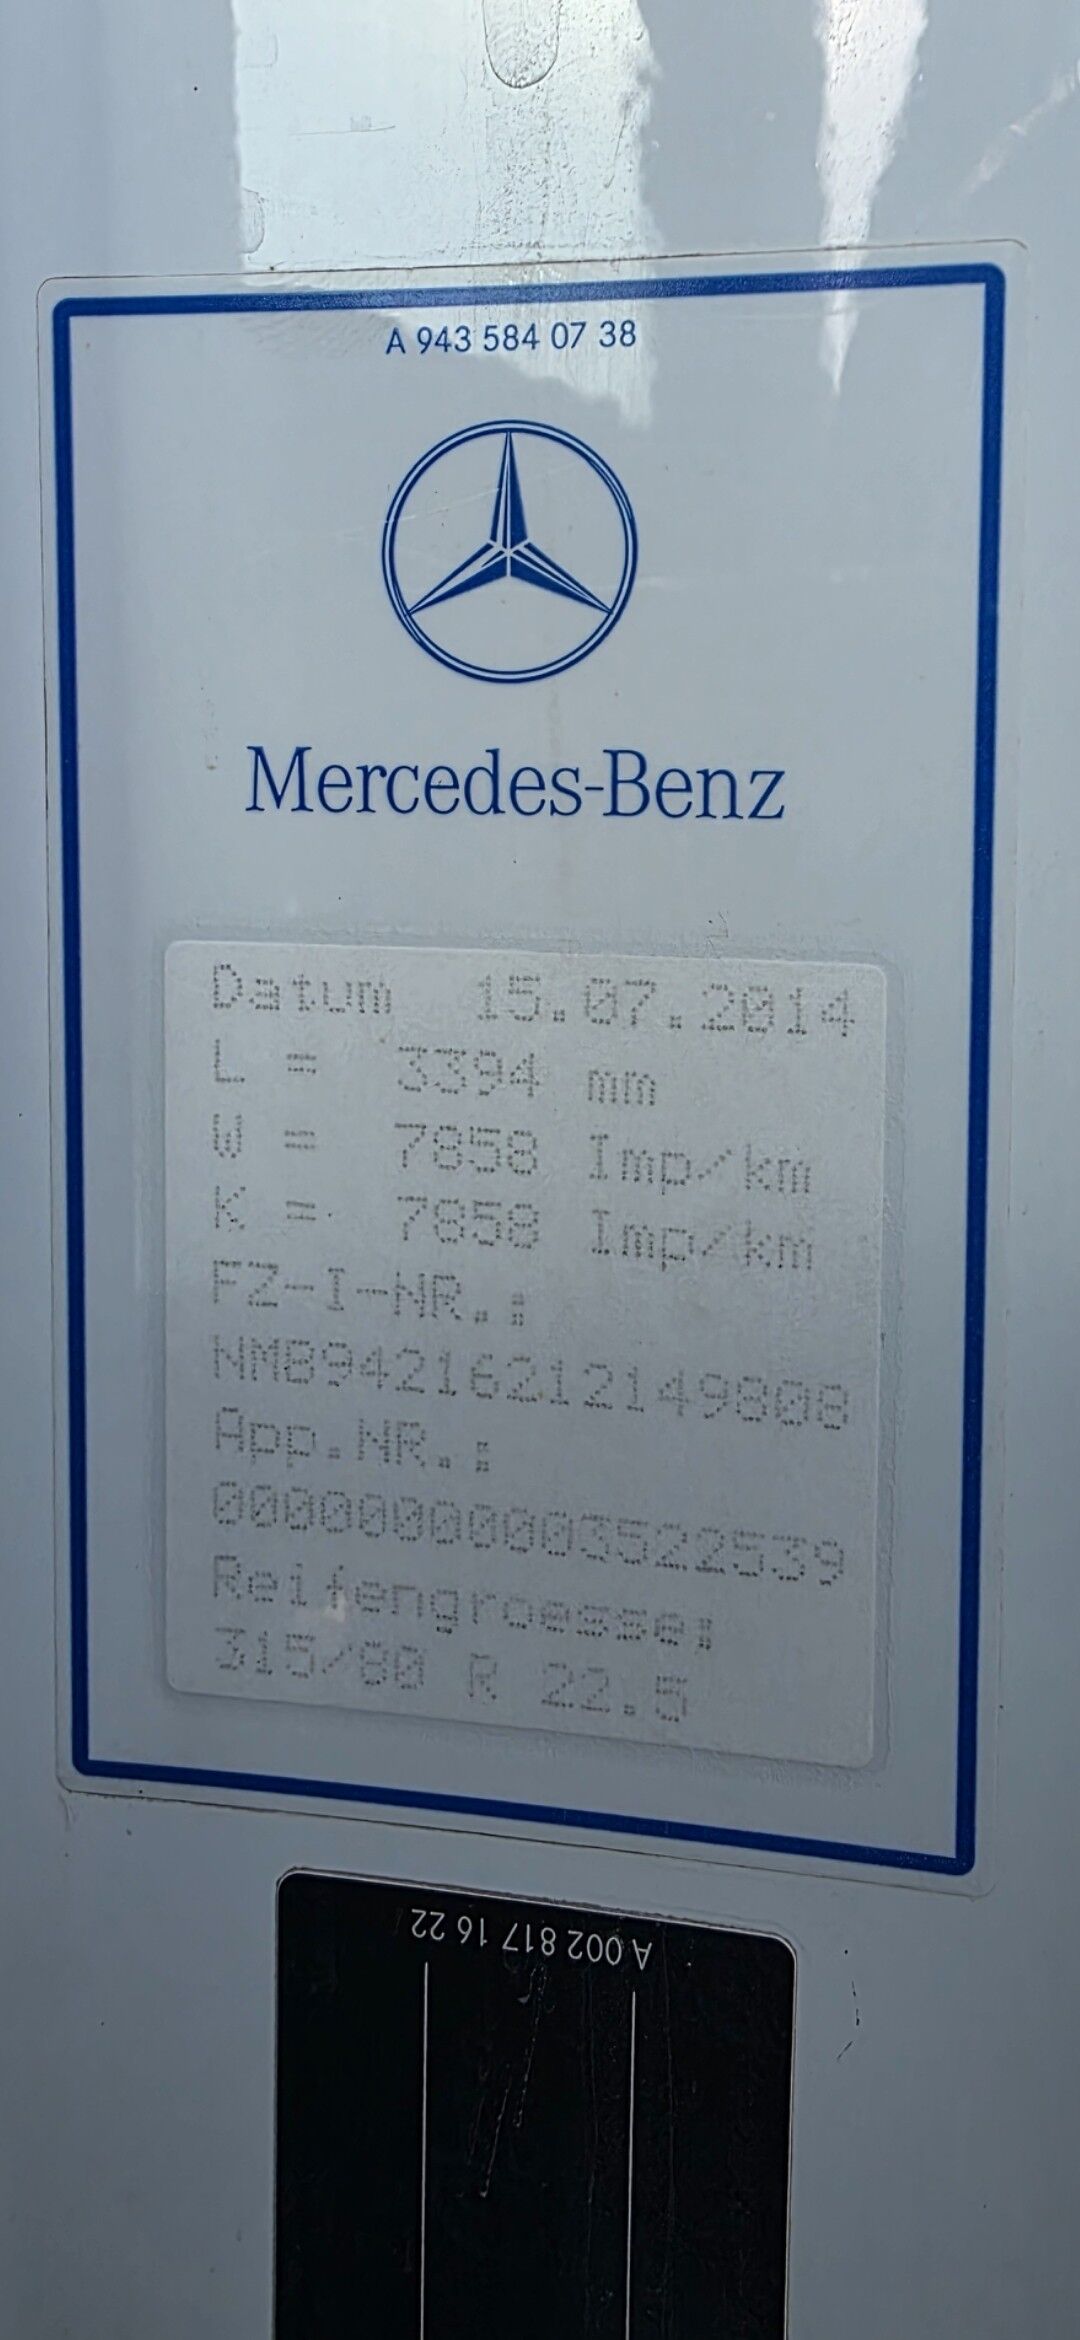 A 943 584 07 38
Mercedes-Benz
Datum 15.07.2014
L = 3394 mm
W = 7858 Imp/km
K = 7858 Imp/km
FZ-I-NR.:
NMB94216212149808
App.NR.:
00000000003522539
Reifengroesse:
315/80 R 22.5
A 002 817 16 22